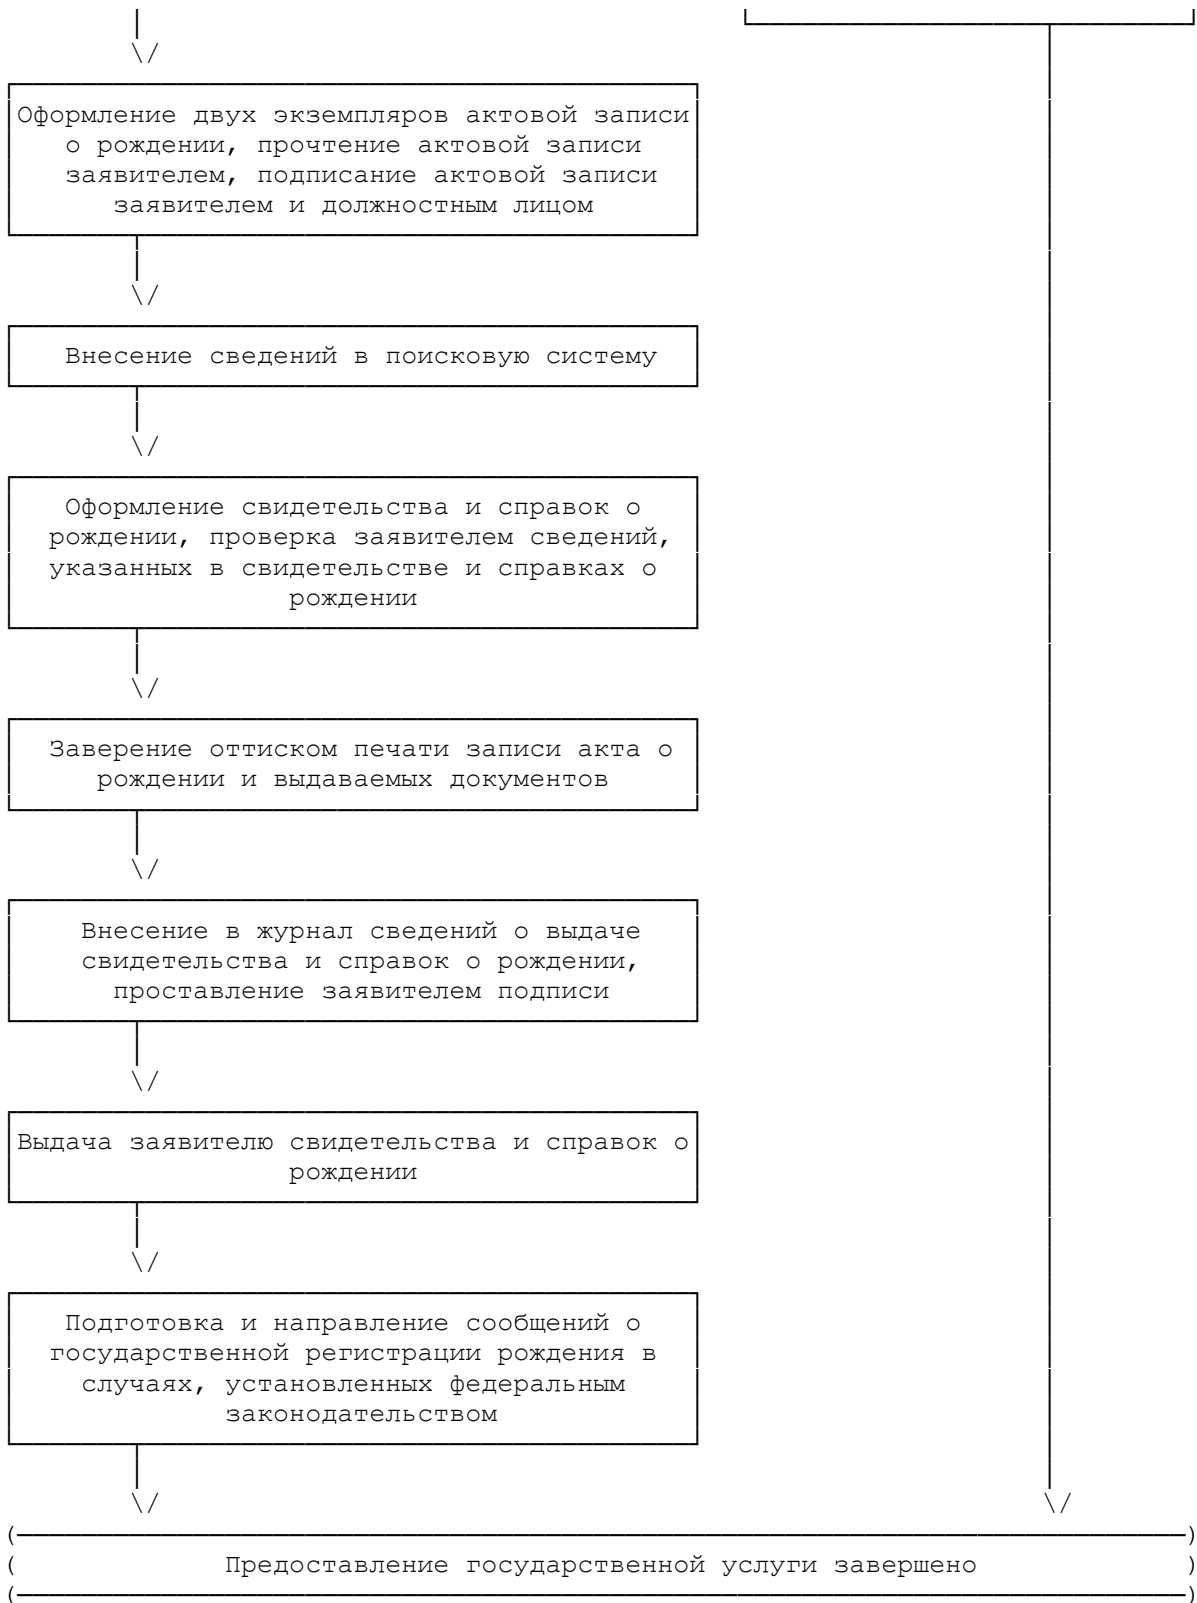 Оформление двух экземпляров актовой записи
о рождении, прочтение актовой записи
заявителем, подписание актовой записи
заявителем и должностным лицом
Внесение сведений в поисковую систему
Оформление свидетельства и справок о
рождении, проверка заявителем сведений,
указанных в свидетельстве и справках о
рождении
Заверение оттиском печати записи акта о
рождении и выдаваемых документов
Внесение в журнал сведений о выдаче
свидетельства и справок о рождении,
проставление заявителем подписи
Выдача заявителю свидетельства и справок о
рождении
Подготовка и направление сообщений о
государственной регистрации рождения в
случаях, установленных федеральным
законодательством
Предоставление государственной услуги завершено